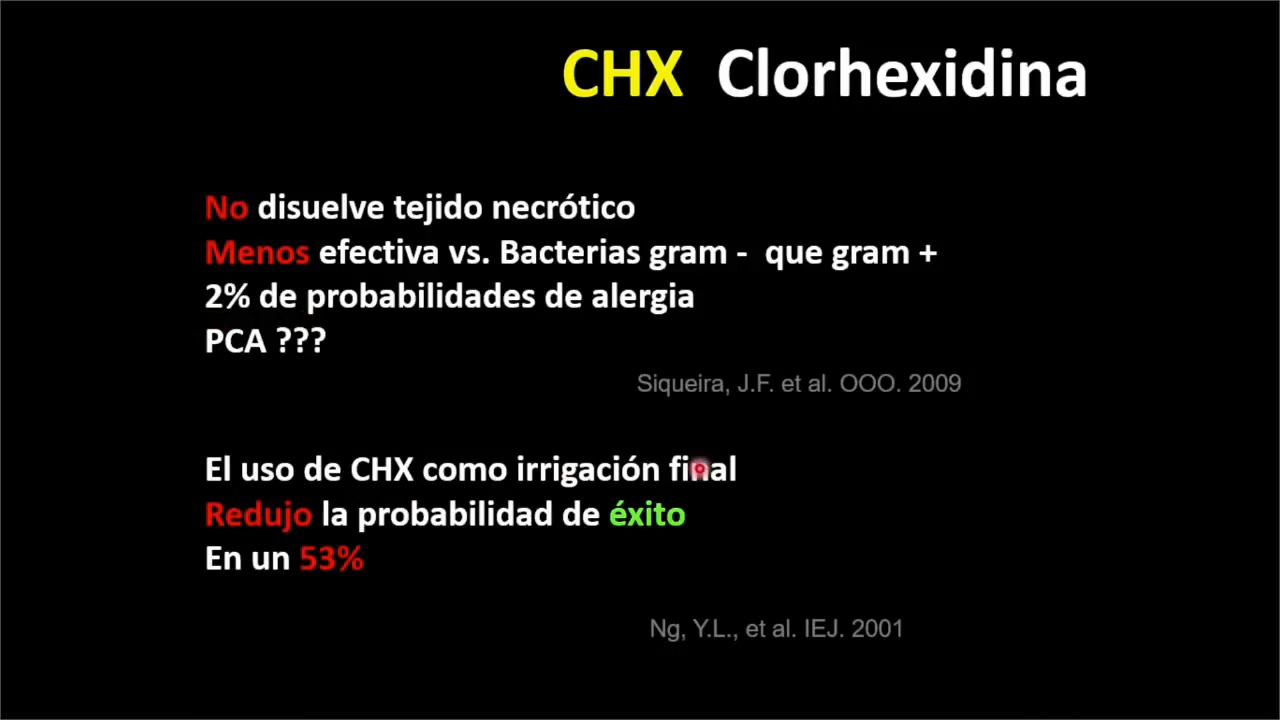 CHX Clorhexidina
No disuelve tejido necrótico
Menos efectiva vs. Bacterias gram - que gram +
2% de probabilidades de alergia
PCA ???
Siqueira, J.F. et al. OOO. 2009
El uso de CHX como irrigación final
Redujo la probabilidad de éxito
En un 53%
Ng, Y.L., et al. IEJ. 2001